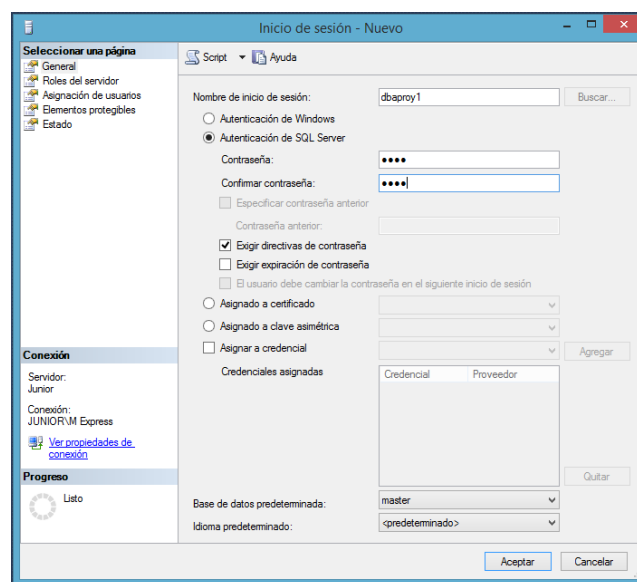 Inicio de sesión - Nuevo
Seleccionar una página
General
Roles del servidor
Asignación de usuarios
Elementos protegibles
Estado
Script
Ayuda
Nombre de inicio de sesión: dbaproy1 Buscar...
Autenticación de Windows
Autenticación de SQL Server
Contraseña: ●●●●
Confirmar contraseña: ●●●●
Especificar contraseña anterior
Contraseña anterior:
Exigir directivas de contraseña
Exigir expiración de contraseña
El usuario debe cambiar la contraseña en el siguiente inicio de sesión
Asignado a certificado
Asignado a clave asimétrica
Asignar a credencial Agregar
Credenciales asignadas Credencial Proveedor
Quitar
Base de datos predeterminada: master
Idioma predeterminado: <predeterminado>
Conexión
Servidor:
Junior
Conexión:
JUNIOR\M Express
Ver propiedades de
conexión
Progreso
Listo
Aceptar Cancelar